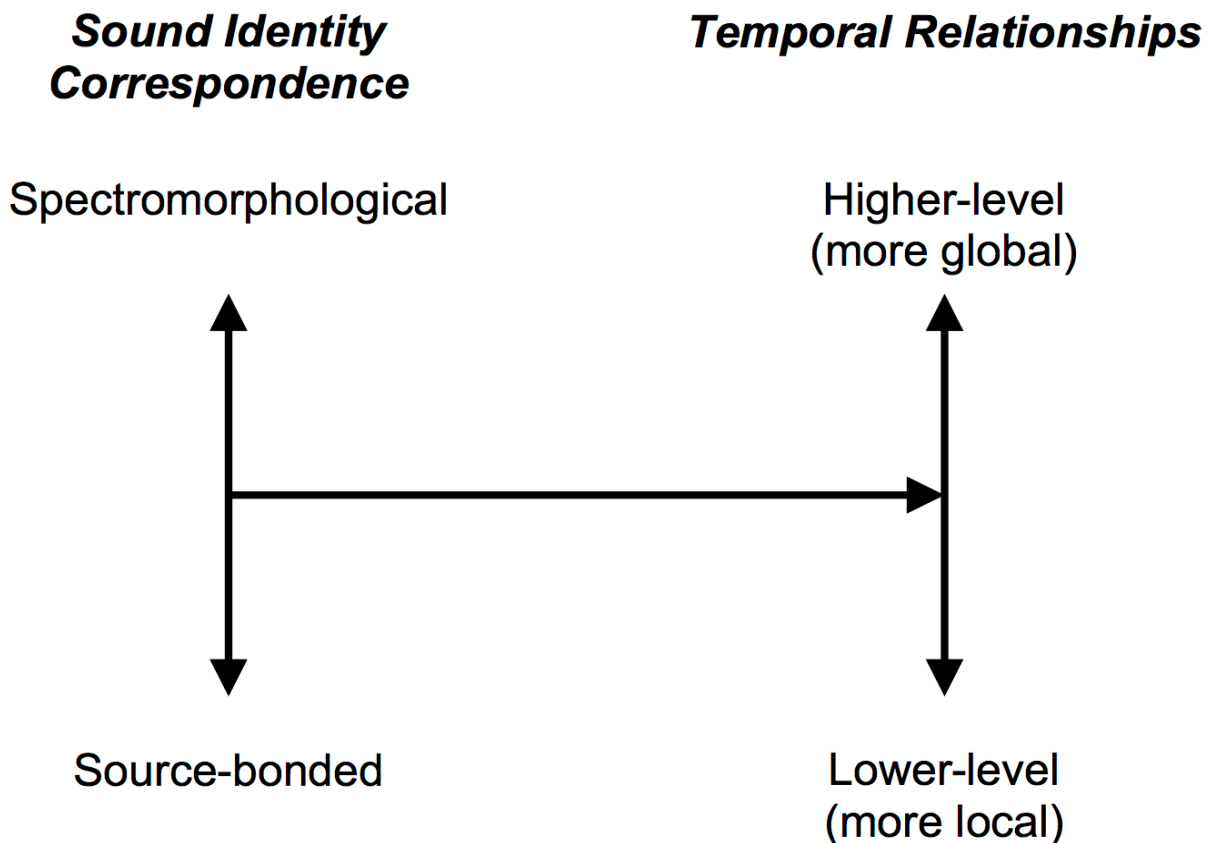 Sound Identity
Correspondence
Temporal Relationships
Spectromorphological
Higher-level
(more global)
Source-bonded
Lower-level
(more local)